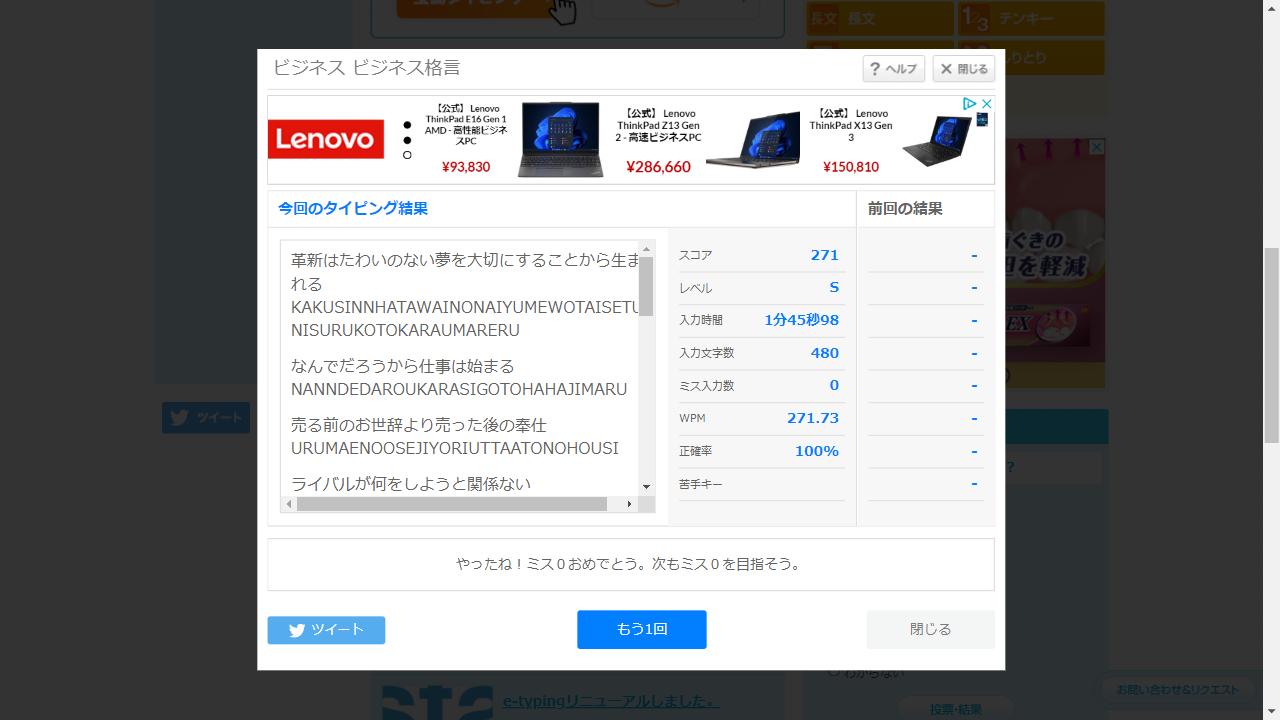 長文 長文
1 2/3 テンキー
ビジネス ビジネス格言
? ヘルプ
× 閉じる
Lenovo
【公式】 Lenovo
ThinkPad E16 Gen 1
AMD - 高性能ビジネ
スPC
¥93,830
【公式】 Lenovo
ThinkPad Z13 Gen
2 - 高速ビジネスPC
¥286,660
【公式】 Lenovo
ThinkPad X13 Gen
3
¥150,810
今回のタイピング結果
前回の結果
革新はたわいのない夢を大切にすることから生ま
れる
KAKUSINNHATAWAINONAIYUMEWOTAISETU
NISURUKOTOKARAUMARERU
なんでだろうから仕事は始まる
NANNDEDAROUKARASIGOTOHAHAJIMARU
売る前のお世辞より売った後の奉仕
URUMAENOOSEJIYORIUTTAATONOHOUSI
ライバルが何をしようと関係ない
スコア 271 -
レベル S -
入力時間 1分45秒98 -
入力文字数 480 -
ミス入力数 0 -
WPM 271.73 -
正確率 100% -
苦手キー -
やったね！ミス０おめでとう。次もミス０を目指そう。
ツイート
もう1回
閉じる
ツイート
を軽減
わからない
e-typingリニューアルしました。
お問い合わせ&リクエスト
投票・結果